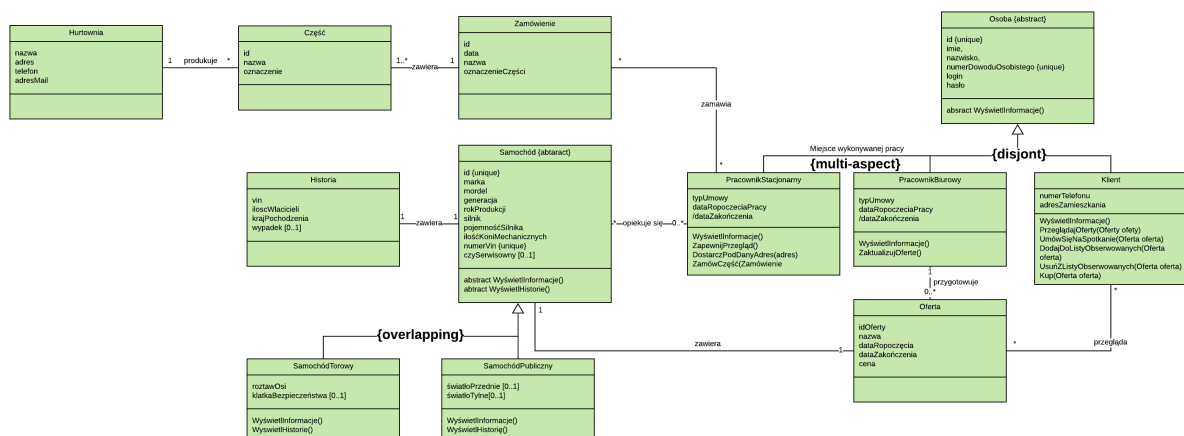 Hurtownia
nazwa
adres
telefon
adresMail
1
produkuje
*
Część
id
nazwa
oznaczenie
1..*
zawiera
1
Zamówienie
id
data
nazwa
oznaczenieCzęści
*
zamawia
*
Osoba {abstract}
id {unique}
imie,
nazwisko,
numerDowoduOsobistego {unique}
login
hasło
absract WyświetlInformacje()
Miejsce wykonywanej pracy
{multi-aspect}
{disjont}
Historia
vin
iloscWłacicieli
krajPochodzenia
wypadek [0..1]
1
zawiera
1
Samochód {abtaract}
id {unique}
marka
mordel
generacja
rokProdukcji
silnik
pojemnośćSilnika
ilośćKoniMechanicznych
numerVin {unique}
czySerwisowny [0..1]
abstract WyświetlInformacje()
abtract WyżwietlHistorie()
*
opiekuje się
0..*
PracownikStacjonarny
typUmowy
dataRopoczeciaPracy
/dataZakończenia
WyświetlInformacje()
ZapewnijPrzegląd()
DostarczPodDanyAdres(adres)
ZamówCzęść(Zamówienie
PracownikBiurowy
typUmowy
dataRopoczeciaPracy
/dataZakończenia
WyświetlInformacje()
ZaktualizujOferte()
1
przygotowuje
0..*
Klient
numerTelefonu
adresZamieszkania
WyświetlInformacje()
PrzeglądajOferty(Oferty ofety)
UmówSięNaSpotkanie(Oferta oferta)
DodajDoListyObserwowanych(Oferta
oferta)
UsuńZListyObserwowanych(Oferta oferta)
Kup(Oferta oferta)
*
przegląda
*
Oferta
idOferty
nazwa
dataRopoczęcia
dataZakończenia
cena
1
zawiera
1
{overlapping}
SamochódTorowy
roztawOsi
klatkaBezpieczeństwa [0..1]
WyświetlInformacje()
WyswietlHistorie()
SamochódPubliczny
światłoPrzednie [0..1]
światłoTylne[0..1]
WyświetlInformacje()
WyświetlHistorię()